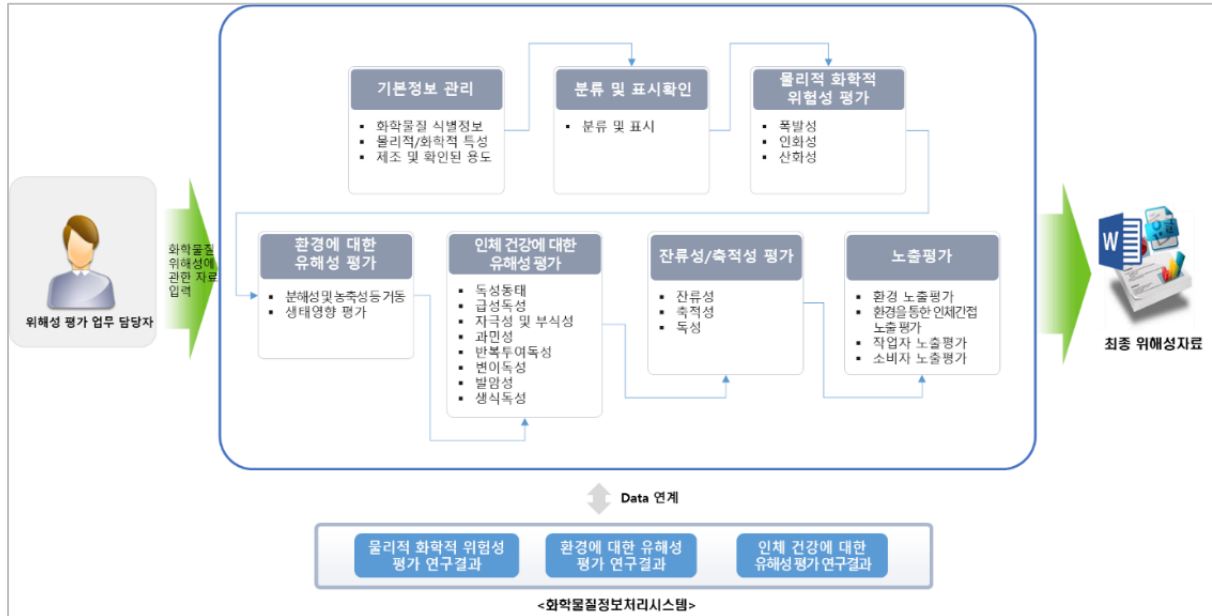 기본정보 관리
▪ 화학물질 식별정보
▪ 물리적/화학적 특성
▪ 제조 및 확인된 용도
분류 및 표시확인
▪ 분류 및 표시
물리적 화학적
위험성 평가
▪ 폭발성
▪ 인화성
▪ 산화성
위해성 평가 업무 담당자
화학물질
위해성에
관한 자료
입력
환경에 대한
유해성 평가
▪ 분해성 및 농축성 등 거동
▪ 생태영향 평가
인체 건강에 대한
유해성 평가
▪ 독성동태
▪ 급성독성
▪ 자극성 및 부식성
▪ 과민성
▪ 반복투여독성
▪ 변이독성
▪ 발암성
▪ 생식독성
잔류성/축적성 평가
▪ 잔류성
▪ 축적성
▪ 독성
노출평가
▪ 환경 노출평가
▪ 환경을 통한 인체간접
노출 평가
▪ 작업자 노출평가
▪ 소비자 노출평가
W
최종 위해성자료
Data 연계
물리적 화학적 위험성
평가 연구결과
환경에 대한 유해성
평가 연구결과
인체 건강에 대한
유해성 평가 연구결과
<화학물질정보처리시스템>